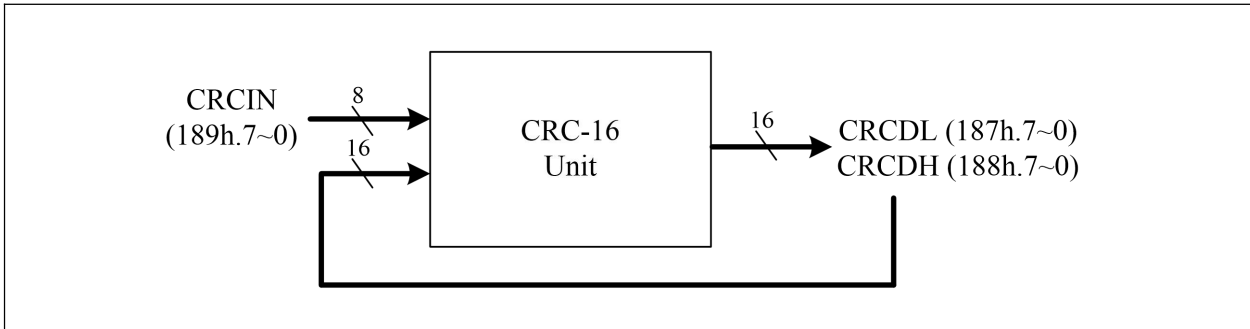 CRCIN
(189h.7~0)
8
16
CRC-16
Unit
16
CRCDL (187h.7~0)
CRCDH (188h.7~0)